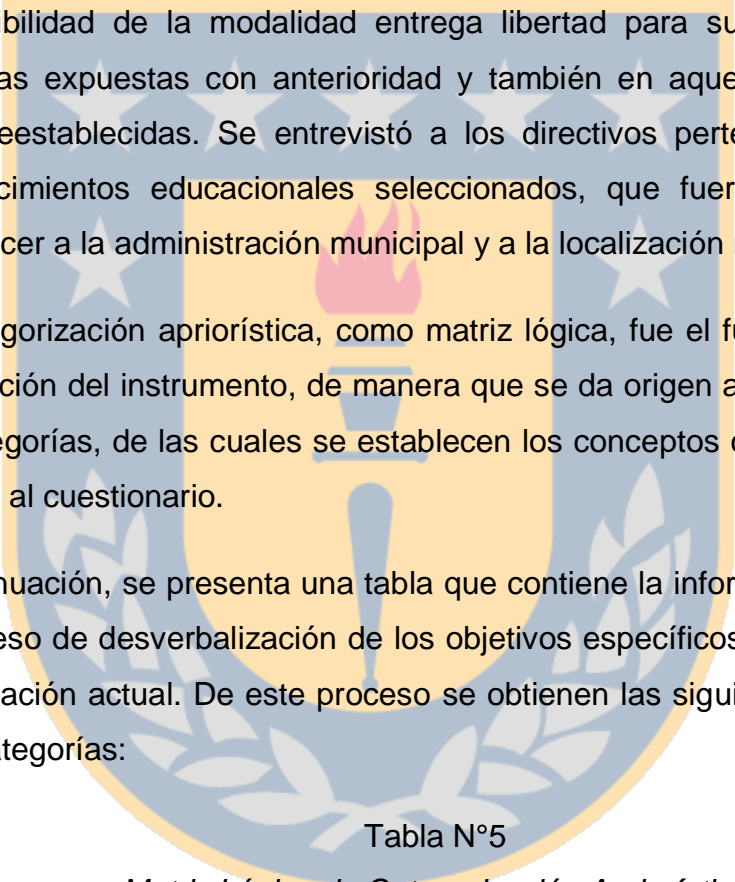 ibilidad de la modalidad entrega libertad para su
as expuestas con anterioridad y también en aque
eestablecidas. Se entrevistó a los directivos perte
cimientos educacionales seleccionados, que fuer
cer a la administración municipal y a la localización
gorización apriorística, como matriz lógica, fue el fu
ción del instrumento, de manera que se da origen a
egorías, de las cuales se establecen los conceptos
al cuestionario.
nuación, se presenta una tabla que contiene la infor
eso de desverbalización de los objetivos específicos
ación actual. De este proceso se obtienen las sigui
ategorías:
Tabla N°5